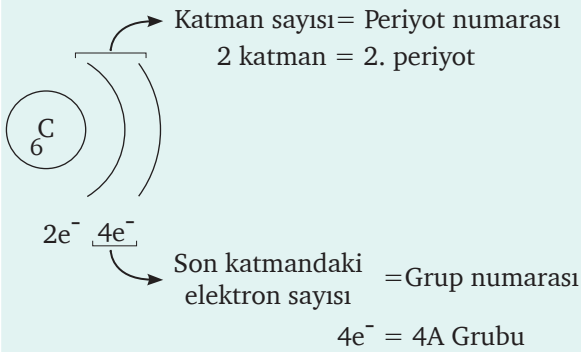 Katman sayısı= Periyot numarası
2 katman = 2. periyot
₆C
2e⁻ 4e⁻
Son katmandaki
elektron sayısı =Grup numarası
4e⁻ = 4A Grubu